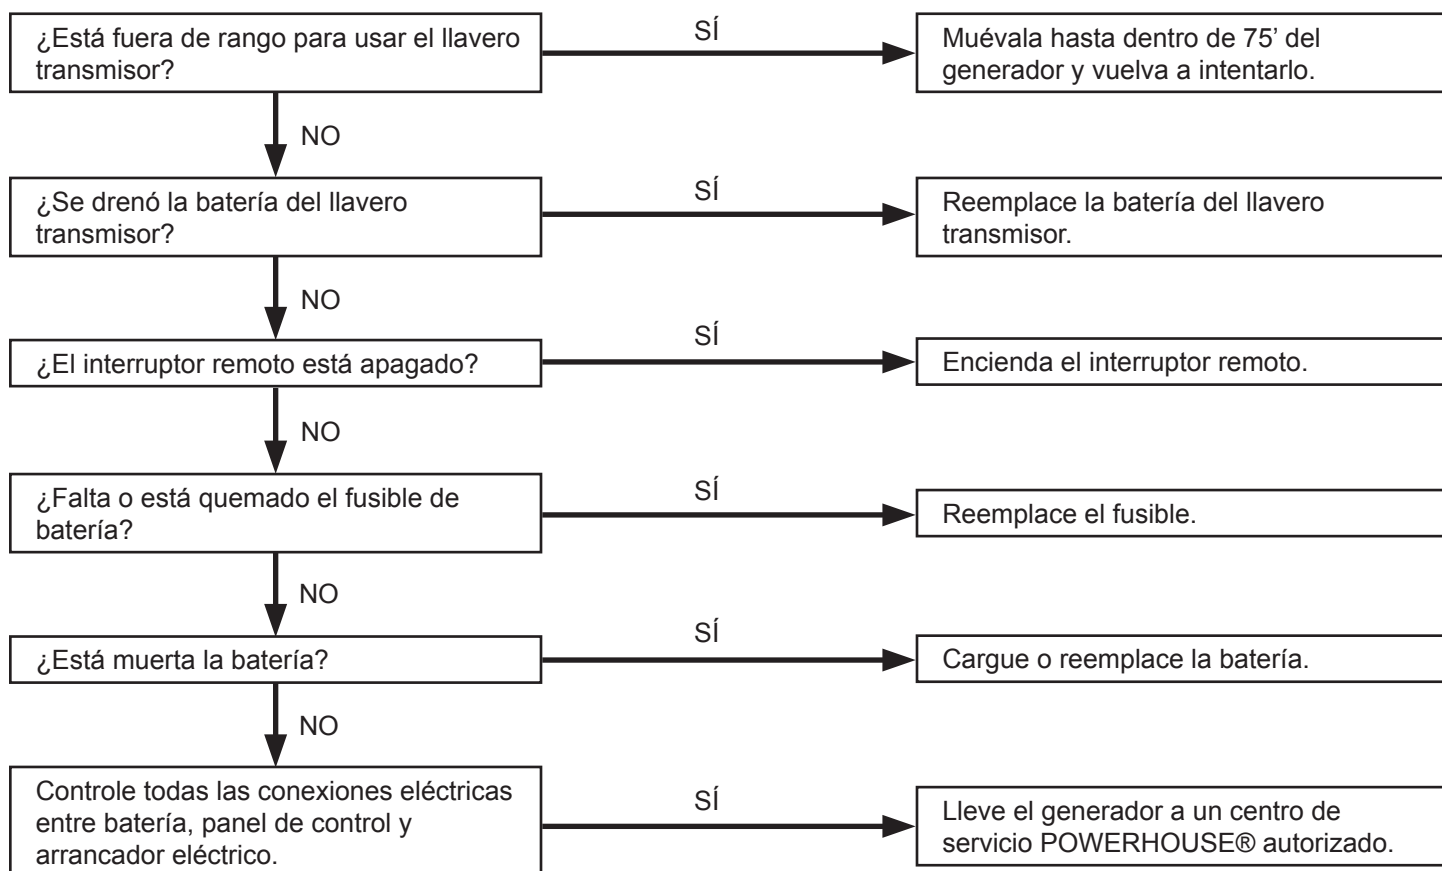 ¿Está fuera de rango para usar el llavero
transmisor?
SÍ
Muévala hasta dentro de 75’ del
generador y vuelva a intentarlo.
NO
¿Se drenó la batería del llavero
transmisor?
SÍ
Reemplace la batería del llavero
transmisor.
NO
¿El interruptor remoto está apagado?
SÍ
Encienda el interruptor remoto.
NO
¿Falta o está quemado el fusible de
batería?
SÍ
Reemplace el fusible.
NO
¿Está muerta la batería?
SÍ
Cargue o reemplace la batería.
NO
Controle todas las conexiones eléctricas
entre batería, panel de control y
arrancador eléctrico.
SÍ
Lleve el generador a un centro de
servicio POWERHOUSE® autorizado.